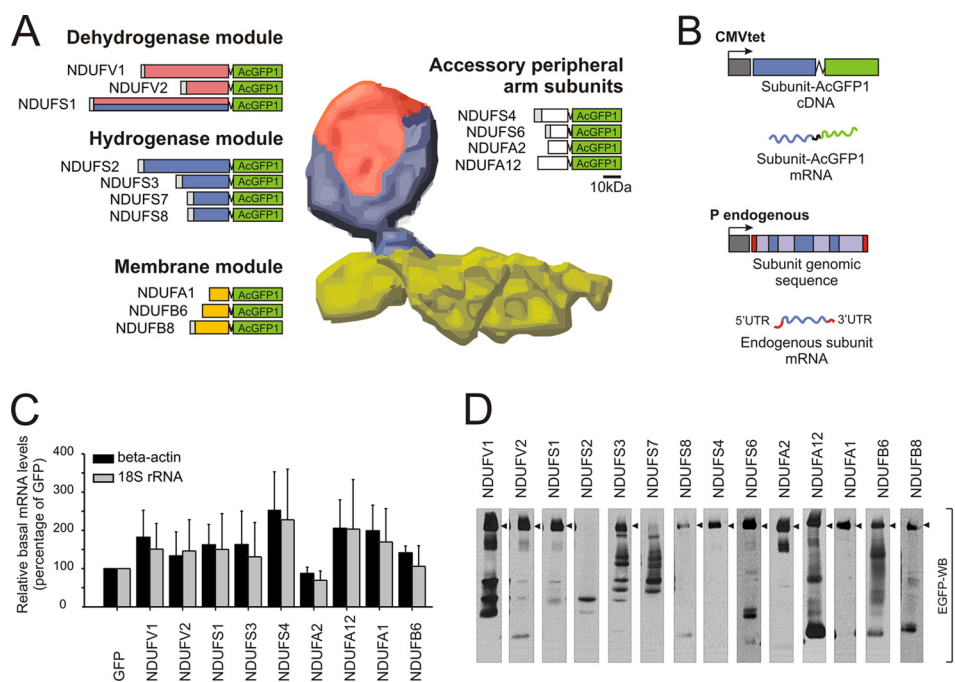 A
Dehydrogenase module
NDUFV1 AcGFP1
NDUFV2 AcGFP1
NDUFS1 AcGFP1
Hydrogenase module
NDUFS2 AcGFP1
NDUFS3 AcGFP1
NDUFS7 AcGFP1
NDUFS8 AcGFP1
Membrane module
NDUFA1 AcGFP1
NDUFB6 AcGFP1
NDUFB8 AcGFP1
Accessory peripheral
arm subunits
NDUFS4 AcGFP1
NDUFS6 AcGFP1
NDUFA2 AcGFP1
NDUFA12 AcGFP1
10kDa
B
CMVtet
Subunit-AcGFP1
cDNA
Subunit-AcGFP1
mRNA
P endogenous
Subunit genomic
sequence
5'UTR 3'UTR
Endogenous subunit
mRNA
C
Relative basal mRNA levels
(percentage of GFP)
400
300
200
100
0
beta-actin
18S rRNA
GFP
NDUFV1
NDUFV2
NDUFS1
NDUFS3
NDUFS4
NDUFA2
NDUFA12
NDUFA1
NDUFB6
D
NDUFV1
NDUFV2
NDUFS1
NDUFS2
NDUFS3
NDUFS7
NDUFS8
NDUFS4
NDUFS6
NDUFA2
NDUFA12
NDUFA1
NDUFB6
NDUFB8
EGFP-WB